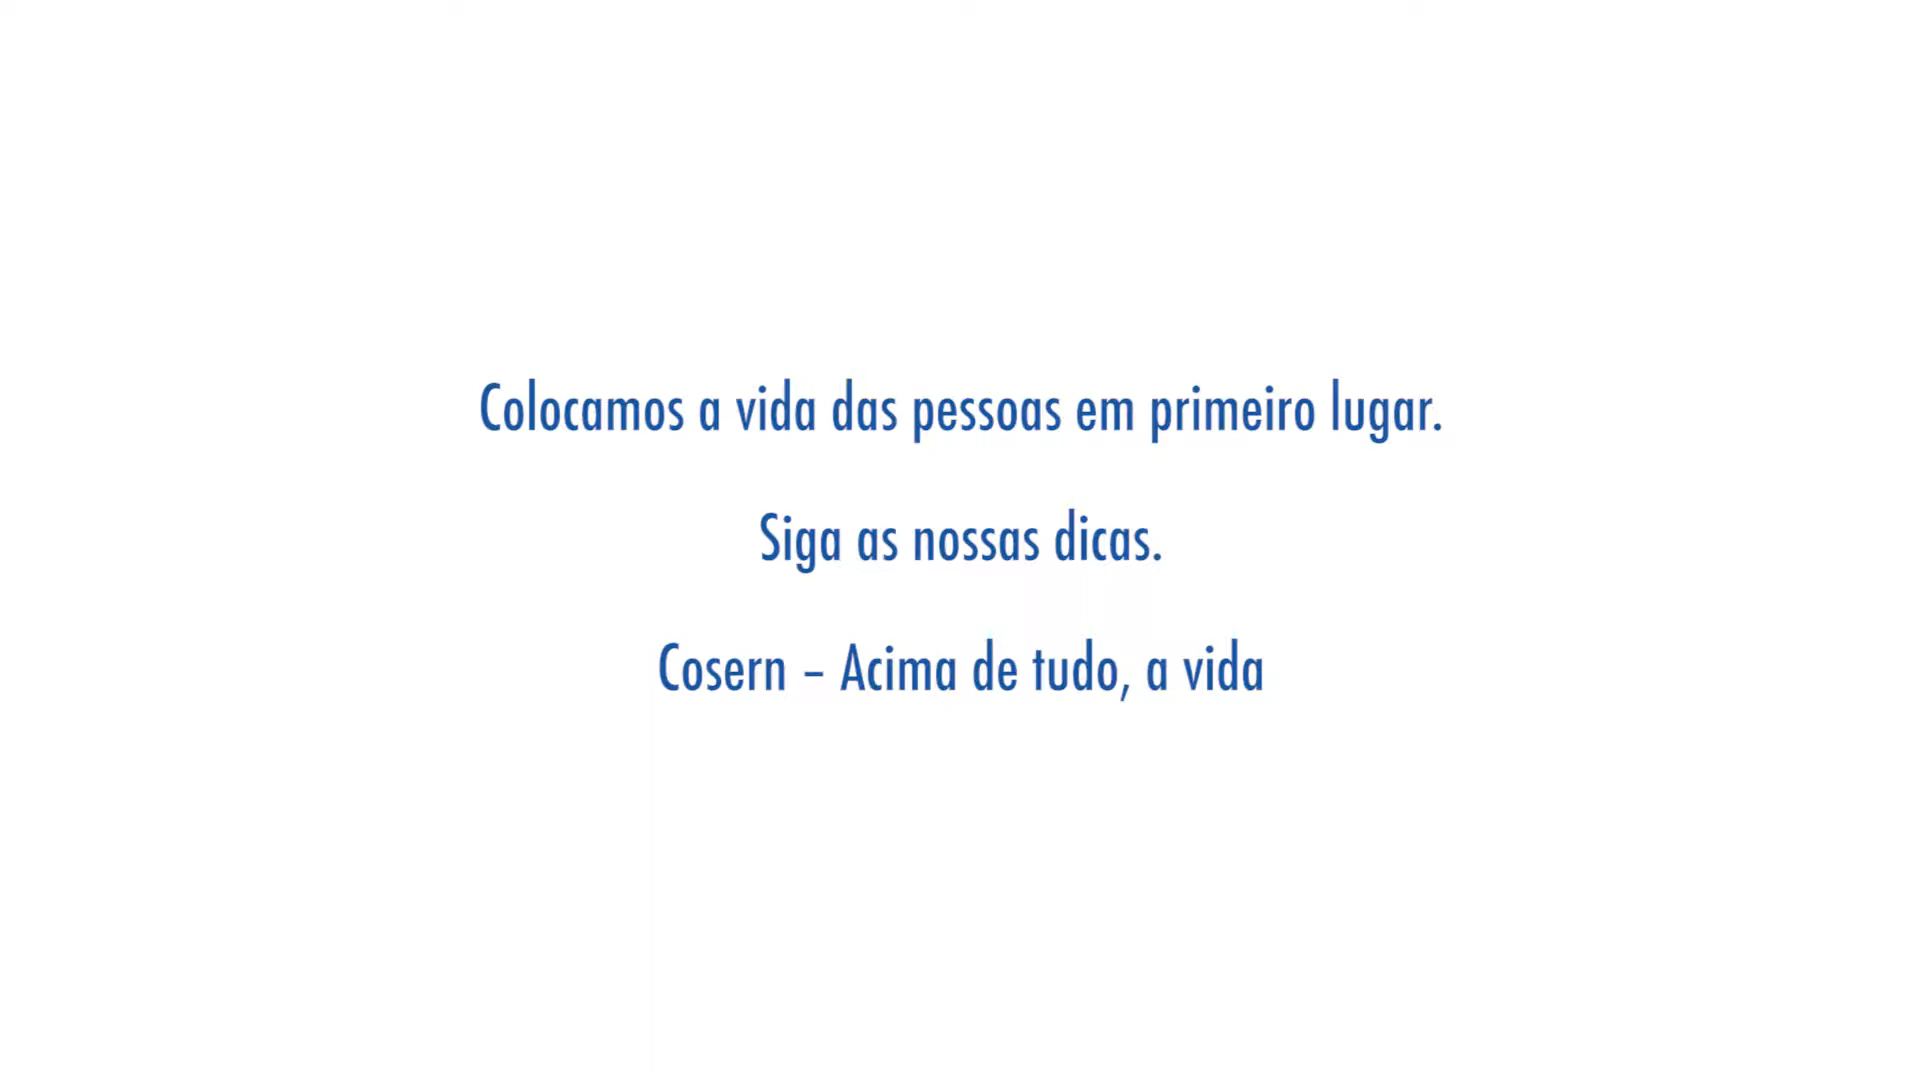 Colocamos a vida das pessoas em primeiro lugar.
Siga as nossas dicas.
Cosern – Acima de tudo, a vida